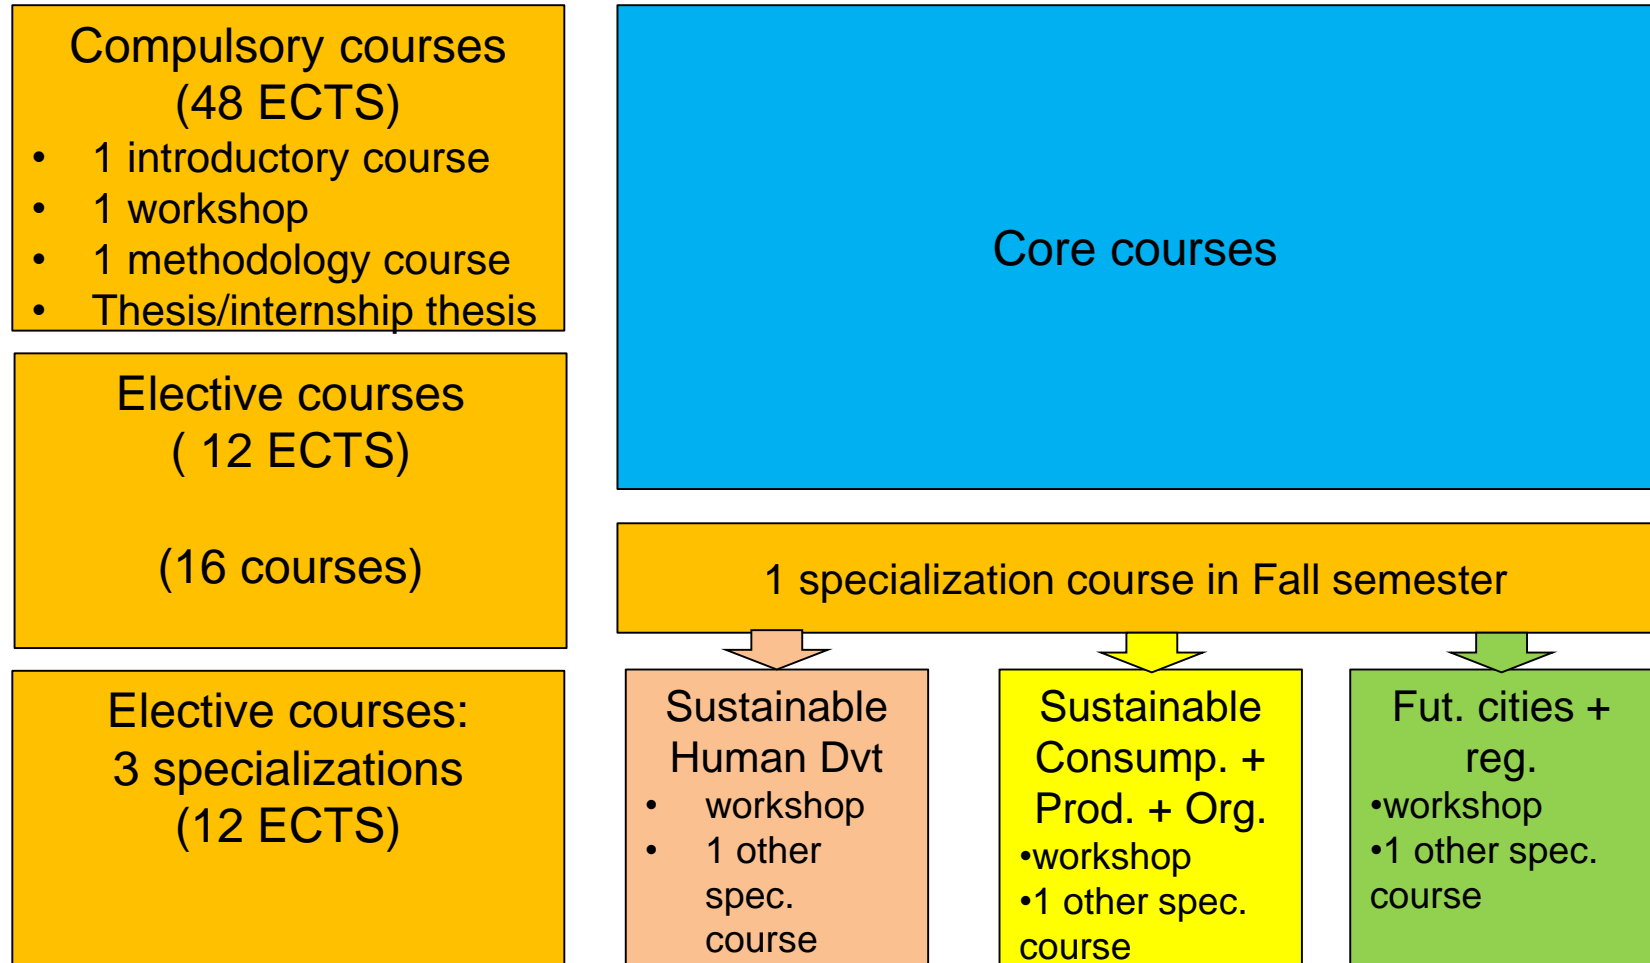 Compulsory courses
(48 ECTS)
• 1 introductory course
• 1 workshop
• 1 methodology course
• Thesis/internship thesis
Elective courses
( 12 ECTS)
(16 courses)
Elective courses:
3 specializations
(12 ECTS)
Core courses
1 specialization course in Fall semester
Sustainable
Human Dvt
• workshop
• 1 other
spec.
course
Sustainable
Consump. +
Prod. + Org.
•workshop
•1 other spec.
course
Fut. cities +
reg.
•workshop
•1 other spec.
course